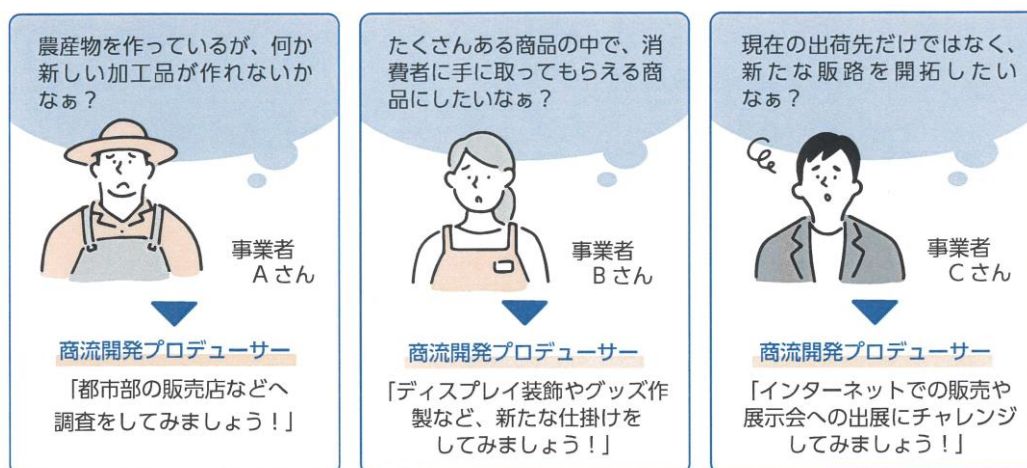 農産物を作っているが、何か
新しい加工品が作れないか
なぁ？
事業者
Aさん
商流開発プロデューサー
「都市部の販売店などへ
調査をしてみましょう！」
たくさんある商品の中で、消
費者に手に取ってもらえる商
品にしたいなぁ？
事業者
Bさん
商流開発プロデューサー
「ディスプレイ装飾やグッズ作
製など、新たな仕掛けを
してみましょう！」
現在の出荷先だけではなく、
新たな販路を開拓したい
なぁ？
事業者
Cさん
商流開発プロデューサー
「インターネットでの販売や
展示会への出展にチャレンジ
してみましょう！」